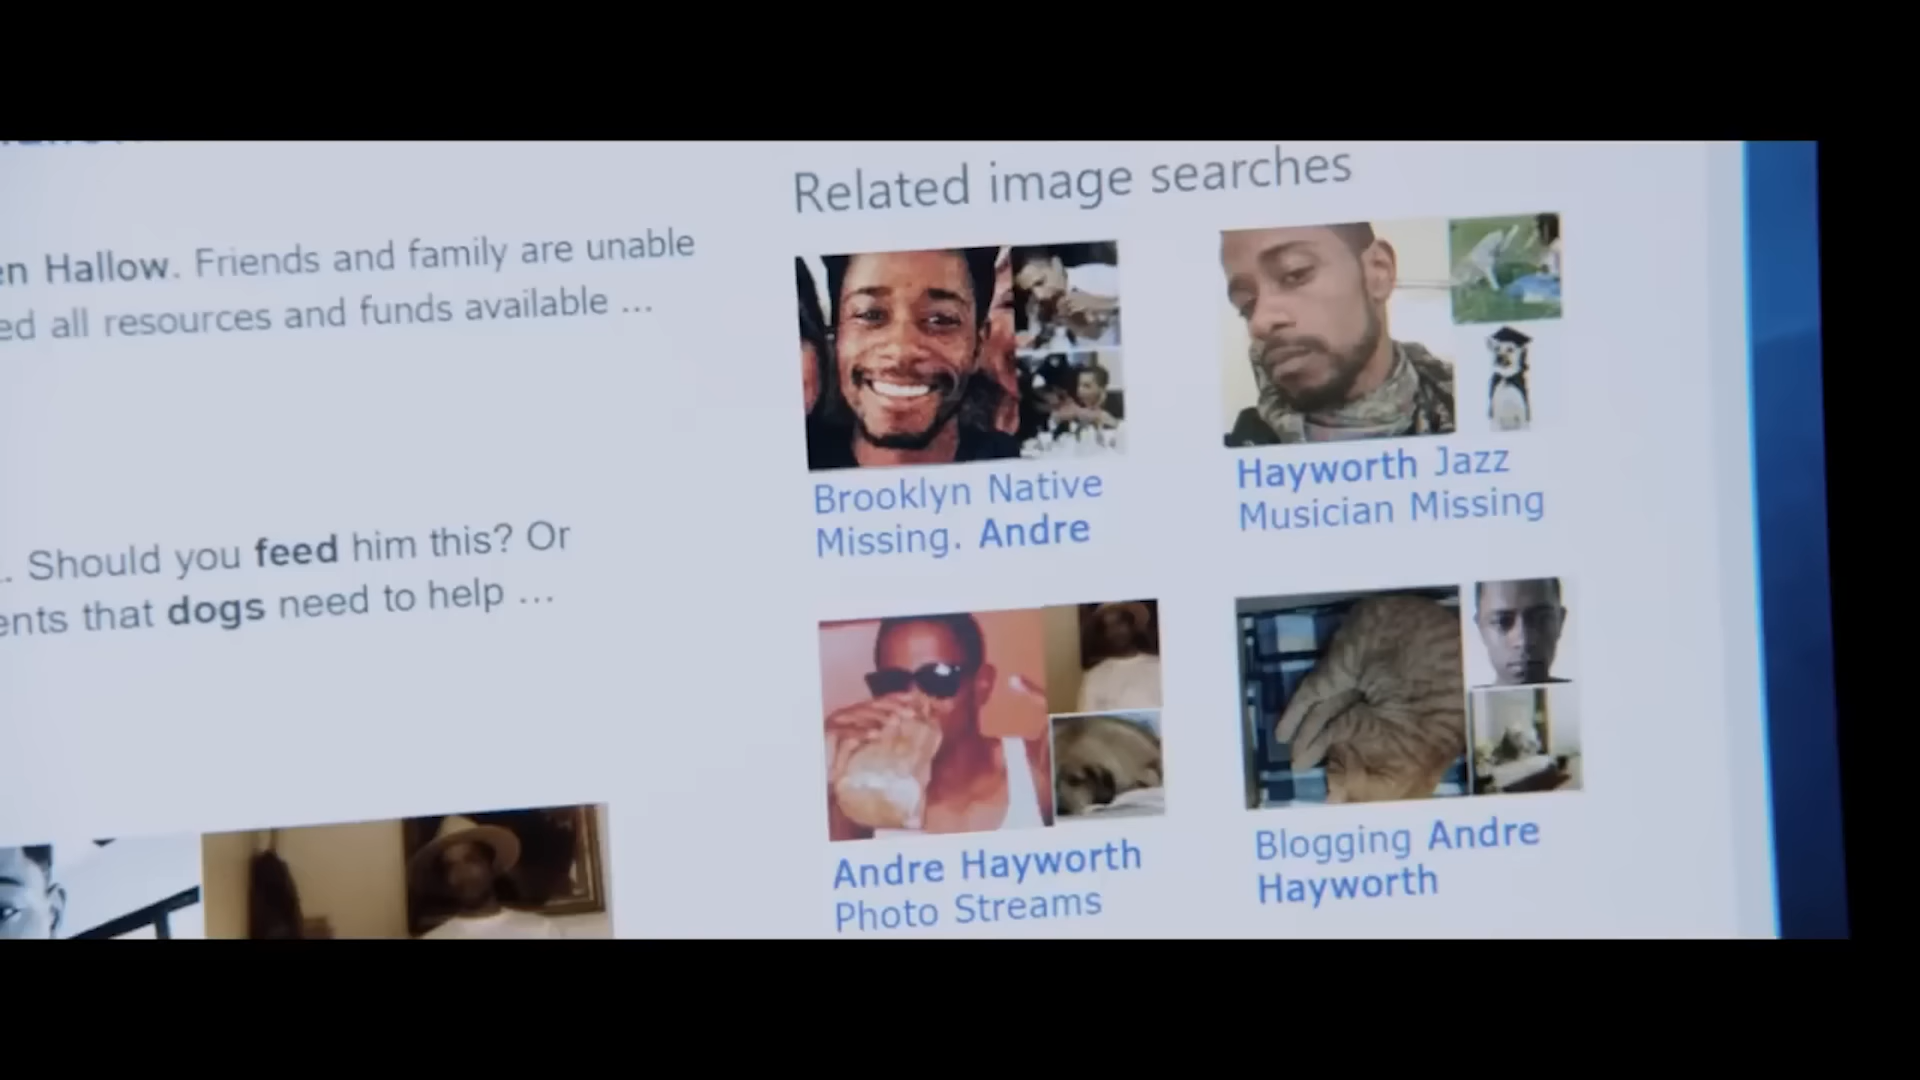 Related image searches
en Hallow. Friends and family are unable
ed all resources and funds available ...
Brooklyn Native
Missing. Andre
Hayworth Jazz
Musician Missing
. Should you feed him this? Or
ents that dogs need to help ...
Andre Hayworth
Photo Streams
Blogging Andre
Hayworth